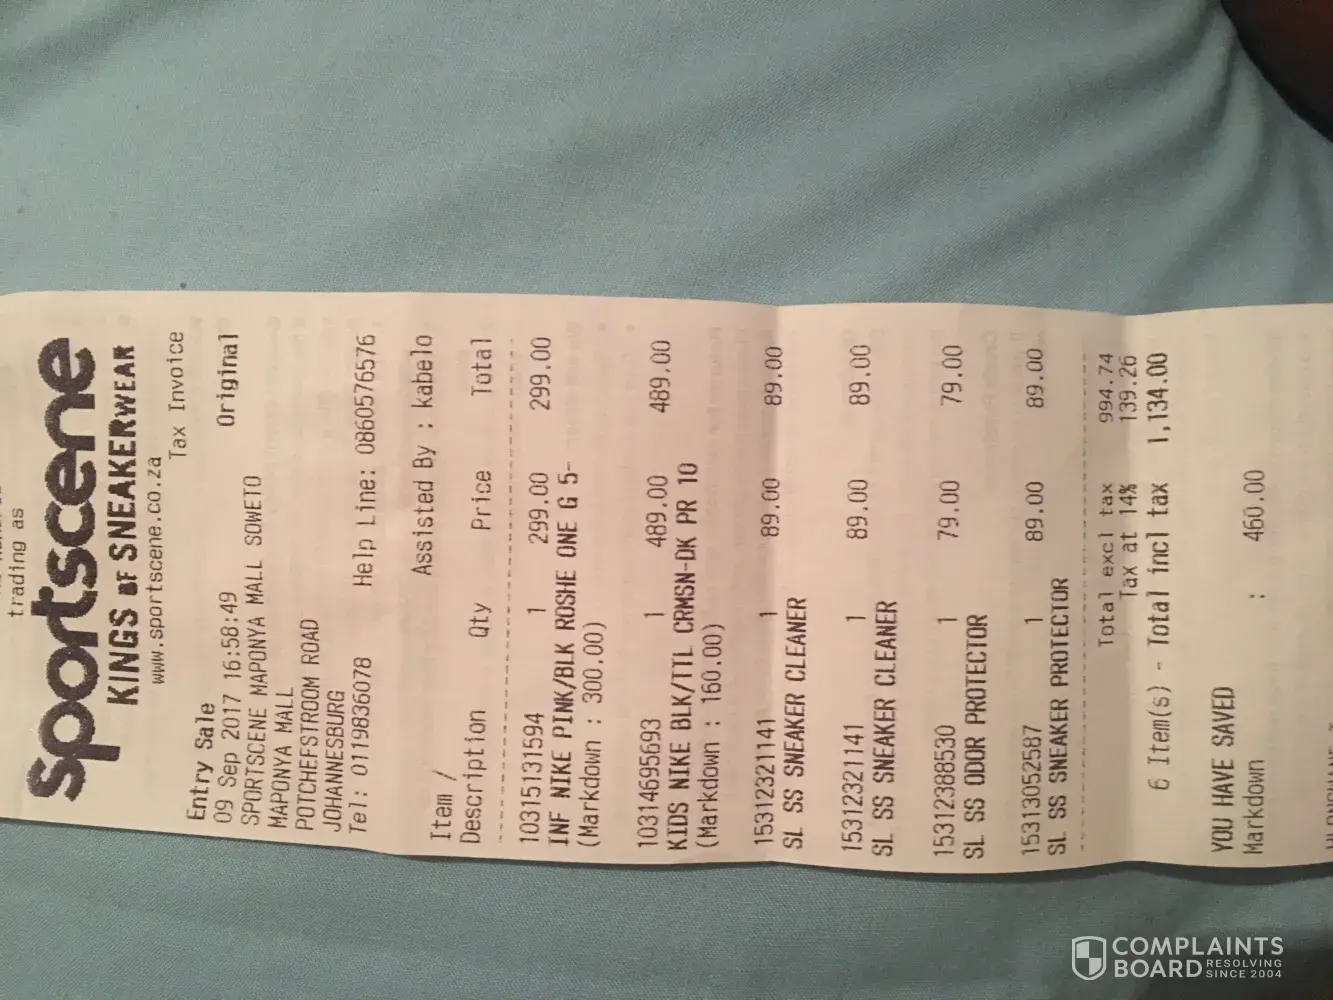 trading as
sportscene
KINGS OF SNEAKERWEAR
www.sportscene.co.za
Tax Invoice
Entry Sale
09 Sep 2017 16:58:49 Original
SPORTSCENE MAPONYA MALL SOWETO
MAPONYA MALL
POTCHEFSTROOM ROAD
JOHANNESBURG
Tel: 0119836078 Help Line: 0860576576
Assisted By : kabelo
Item /
Description Qty Price Total
103151131594 1 299.00 299.00
INF NIKE PINK/BLK ROSHE ONE G 5-
(Markdown : 300.00)
10314695693 1 489.00 489.00
KIDS NIKE BLK/TTL CRMSN-DK PR 10
(Markdown : 160.00)
15312321141 1 89.00 89.00
SL SS SNEAKER CLEANER
15312321141 1 89.00 89.00
SL SS SNEAKER CLEANER
15312388530 1 79.00 79.00
SL SS ODOR PROTECTOR
15313052587 1 89.00 89.00
SL SS SNEAKER PROTECTOR
Total excl tax 994.74
Tax at 14% 139.26
6 Item(s) - Total incl tax 1,134.00
YOU HAVE SAVED
Markdown : 460.00
COMPLAINTS
BOARD RESOLVING
SINCE 2004